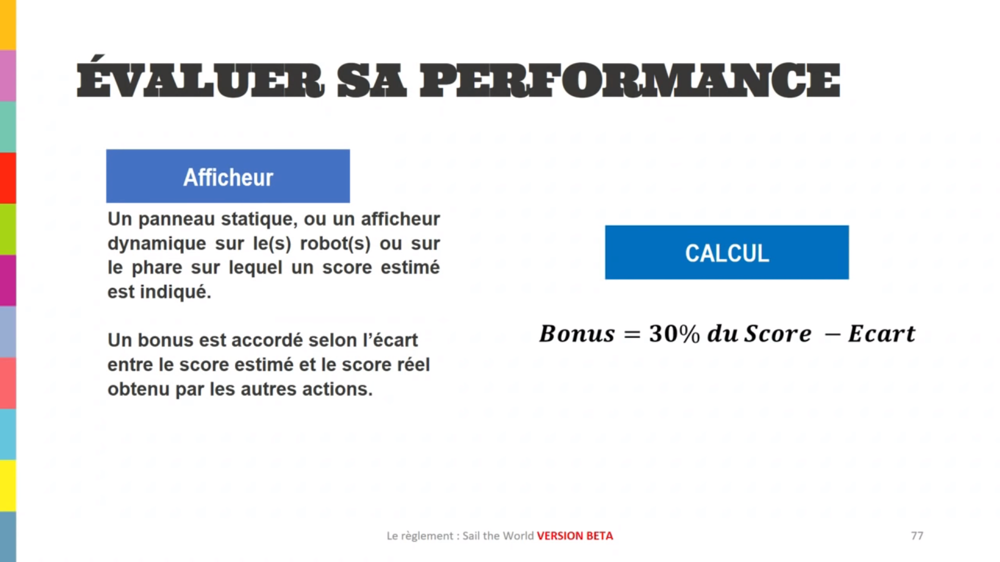 ÉVALUER SA PERFORMANCE
Afficheur
Un panneau statique, ou un afficheur
dynamique sur le(s) robot(s) ou sur
le phare sur lequel un score estimé
est indiqué.
Un bonus est accordé selon l’écart
entre le score estimé et le score réel
obtenu par les autres actions.
CALCUL
Bonus = 30% du Score − Ecart
Le règlement : Sail the World VERSION BETA
77